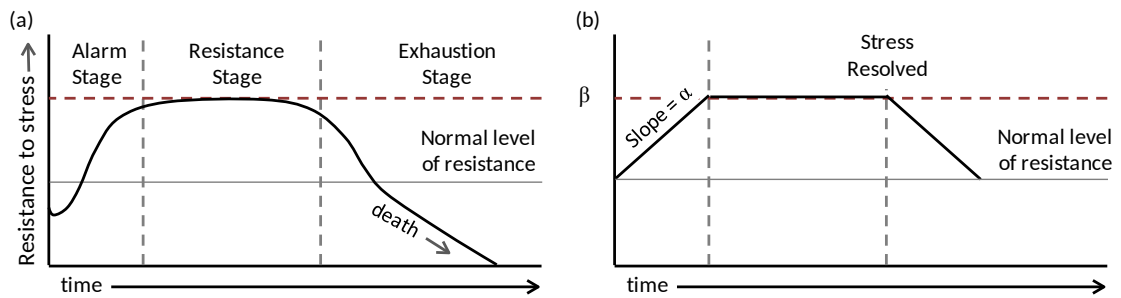 (a)
Alarm
Stage
Resistance
Stage
Exhaustion
Stage
Resistance to stress
Normal level
of resistance
death
time
(b)
Stress
Resolved
β
Slope = α
Normal level
of resistance
time